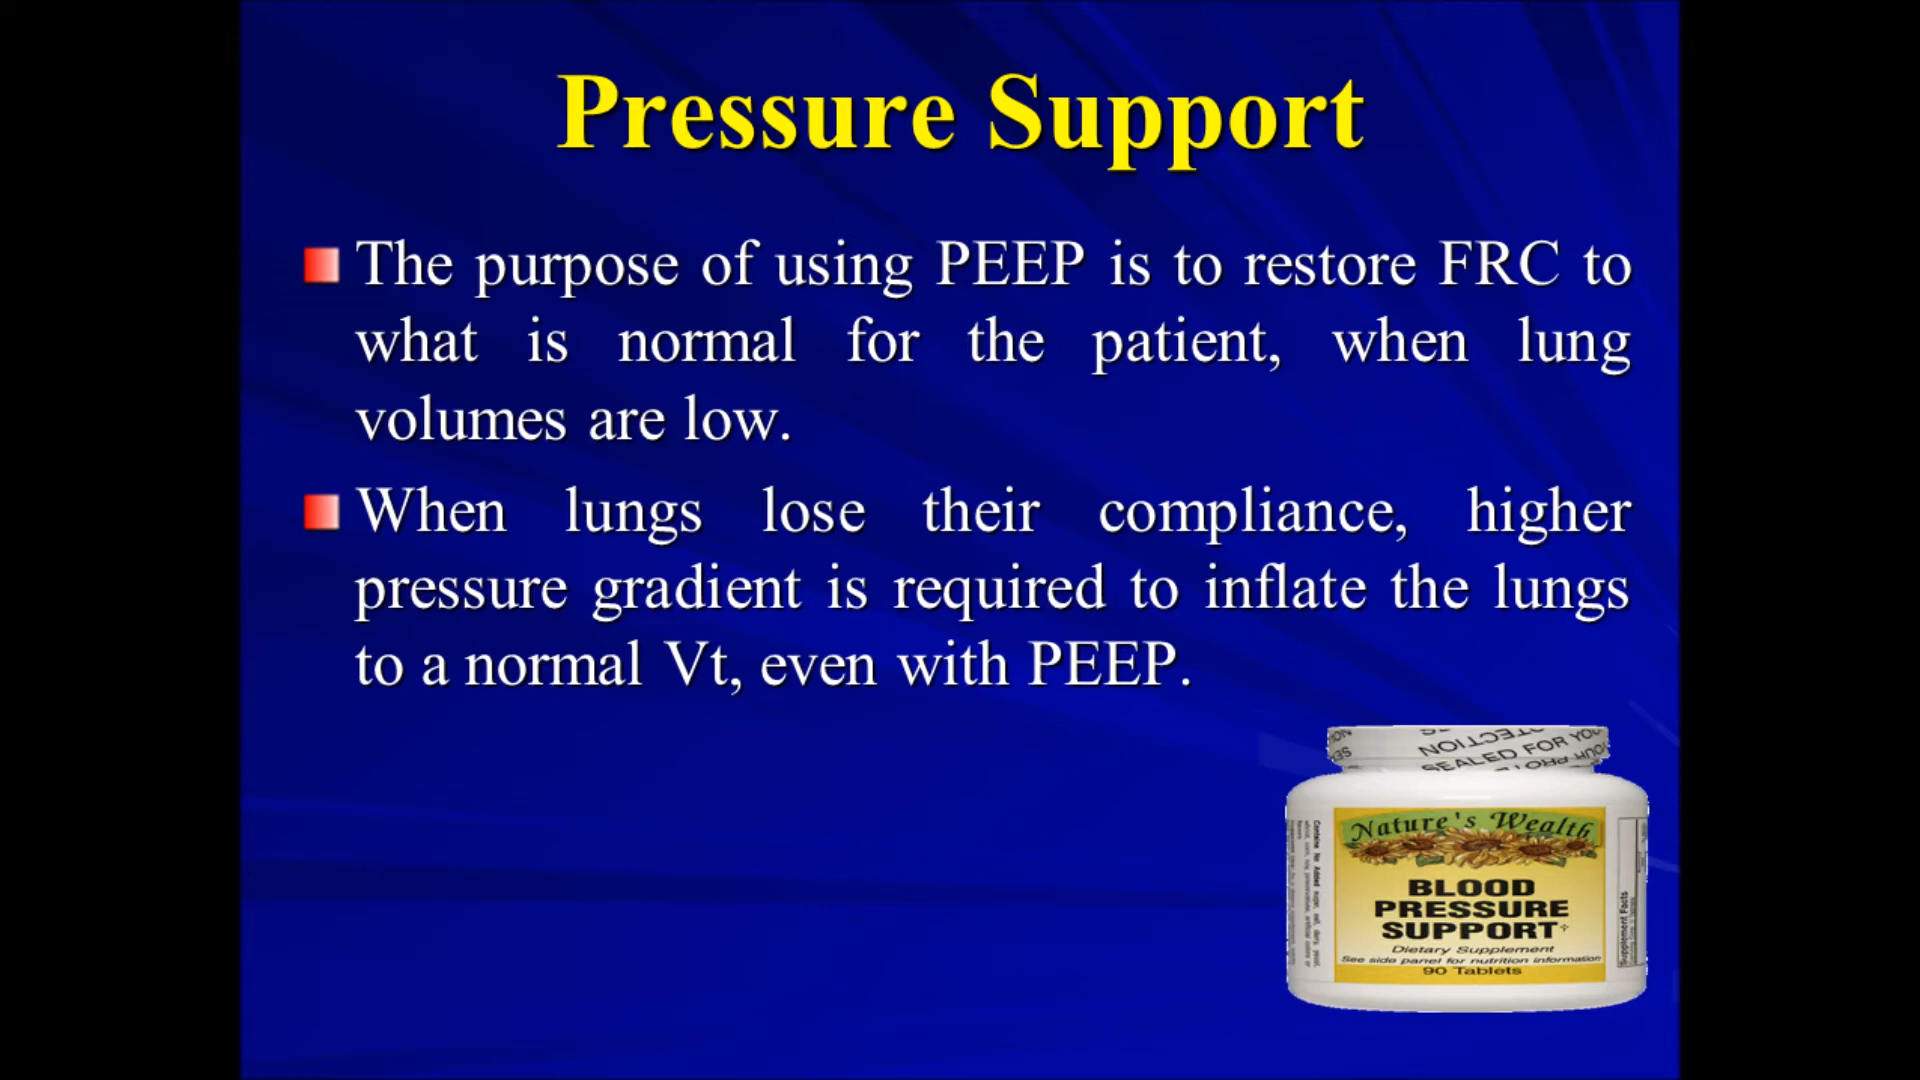 Pressure Support
The purpose of using PEEP is to restore FRC to
what is normal for the patient, when lung
volumes are low.
When lungs lose their compliance, higher
pressure gradient is required to inflate the lungs
to a normal Vt, even with PEEP.
SEALED FOR YO
Nature's Wealth
BLOOD
PRESSURE
SUPPORT
Dietary Supplement
See side panel for nutrition information
90 Tablets
Supplement Facts